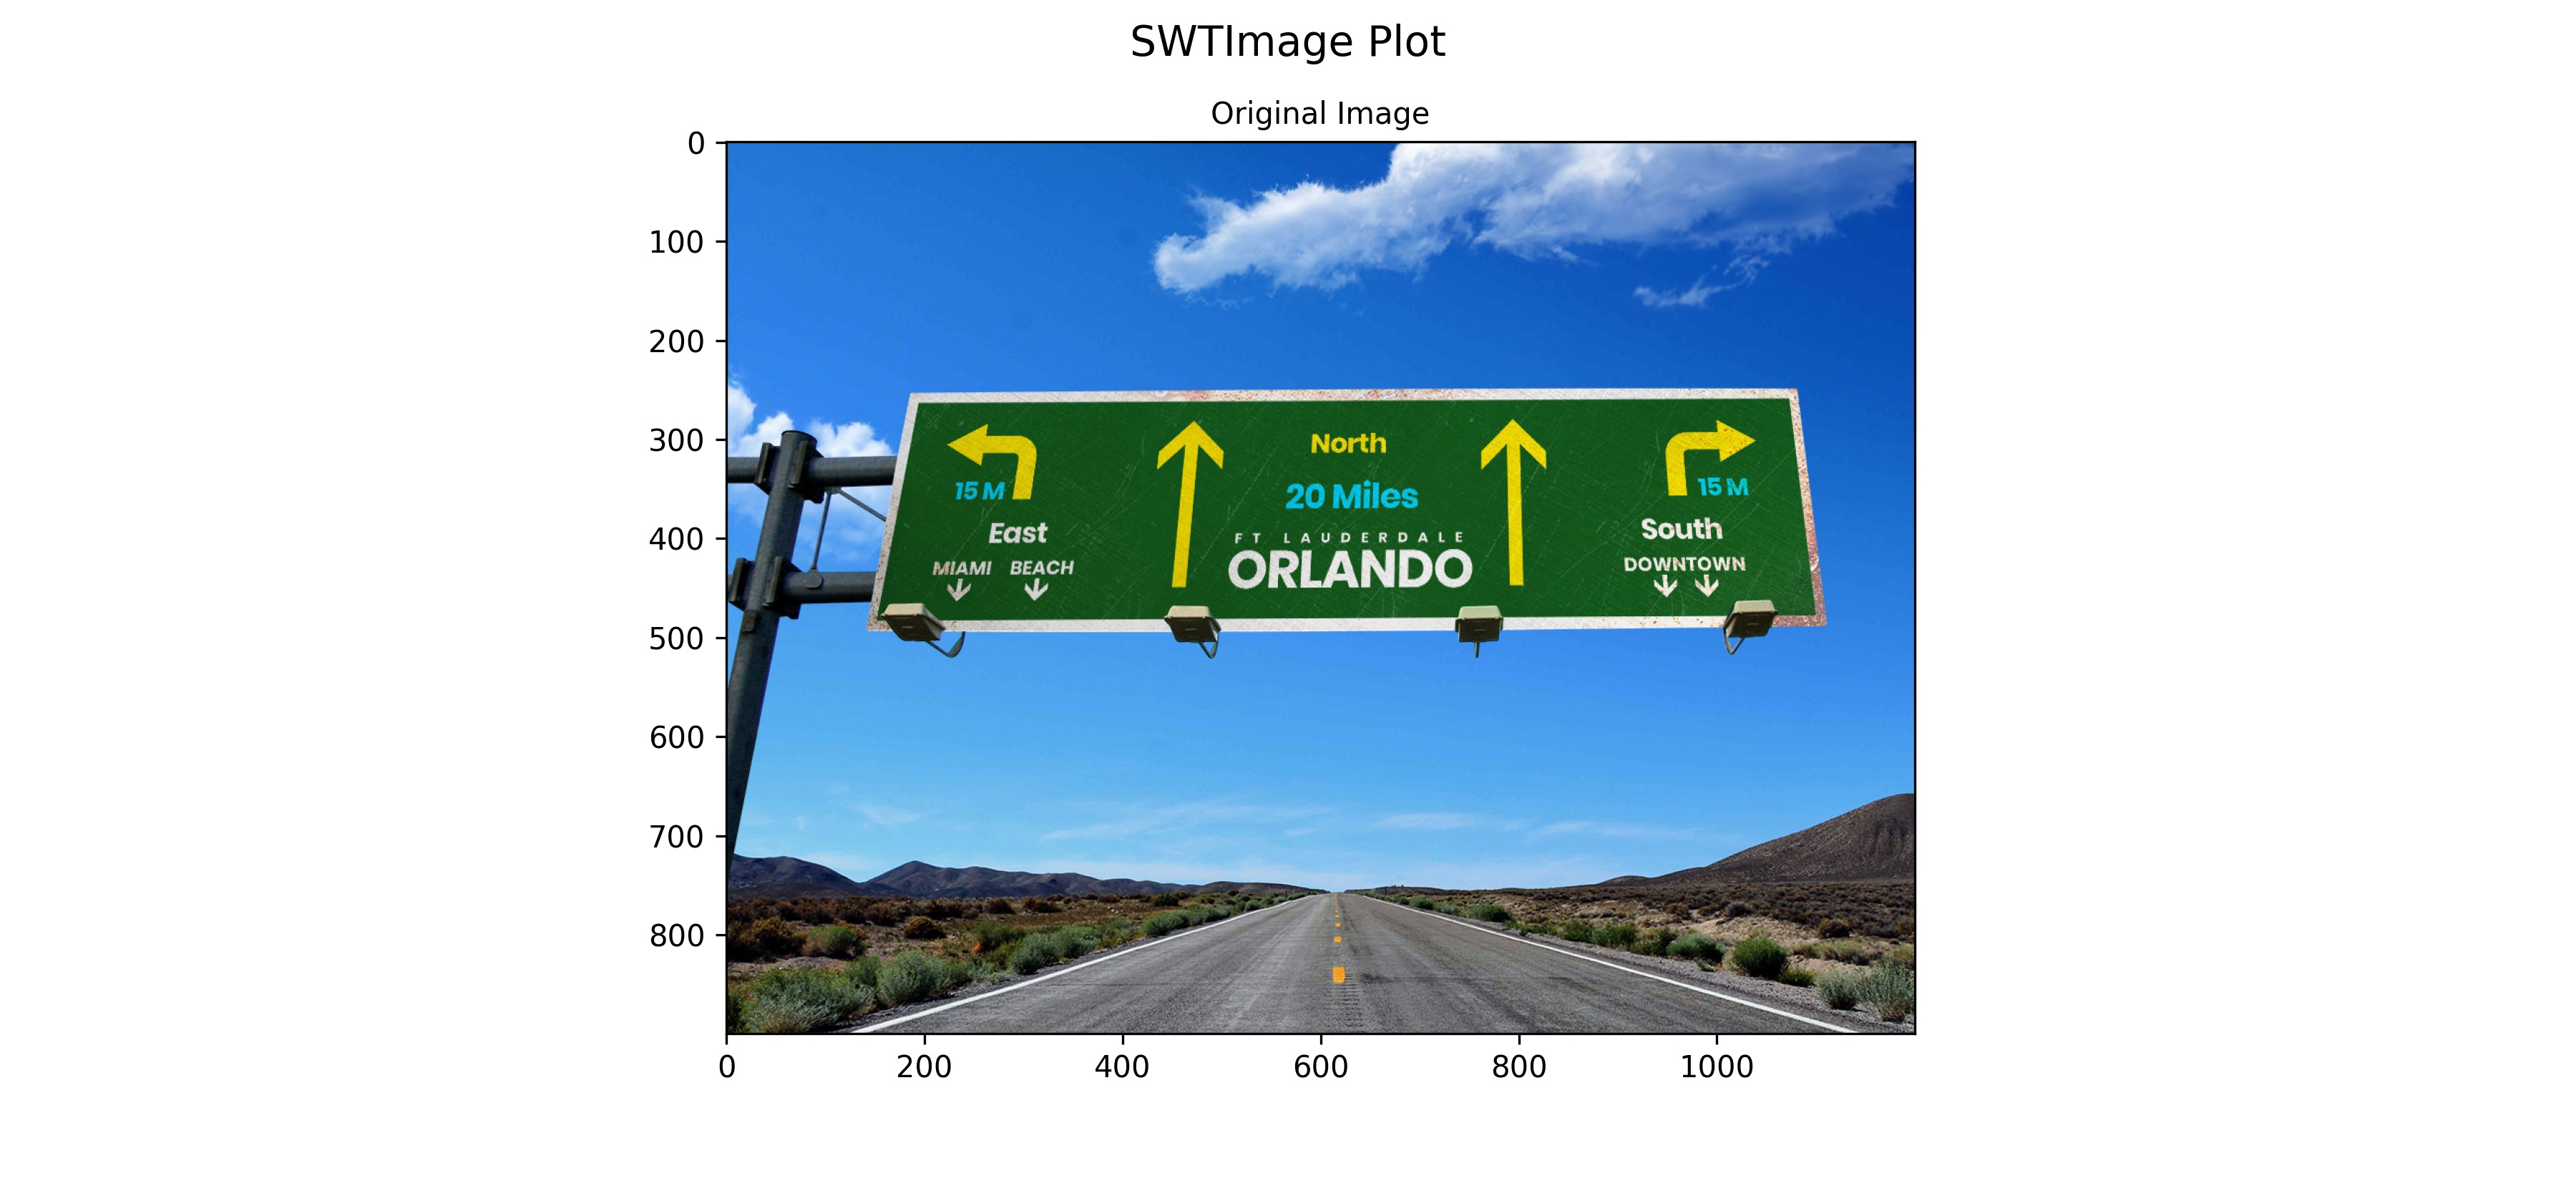 SWTImage Plot
Original Image
0
100
200
300
400
500
600
700
800
North
15 M
20 Miles
15 M
East
South
FT LAUDERDALE
ORLANDO
MIAMI BEACH
DOWNTOWN
0 200 400 600 800 1000